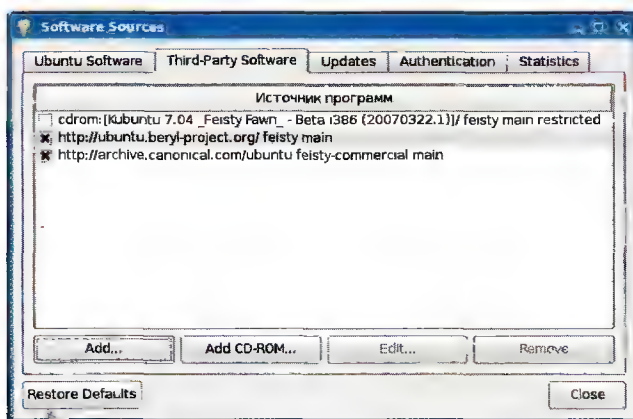 Software Sources
Ubuntu Software Third-Party Software Updates Authentication Statistics
Источник программ
cdrom:[Kubuntu 7.04 _Feisty Fawn_ - Beta i386 (20070322.1)]/ feisty main restricted
http://ubuntu.beryl-project.org/ feisty main
http://archive.canonical.com/ubuntu feisty-commercial main
Add... Add CD-ROM... Edit... Remove
Restore Defaults Close